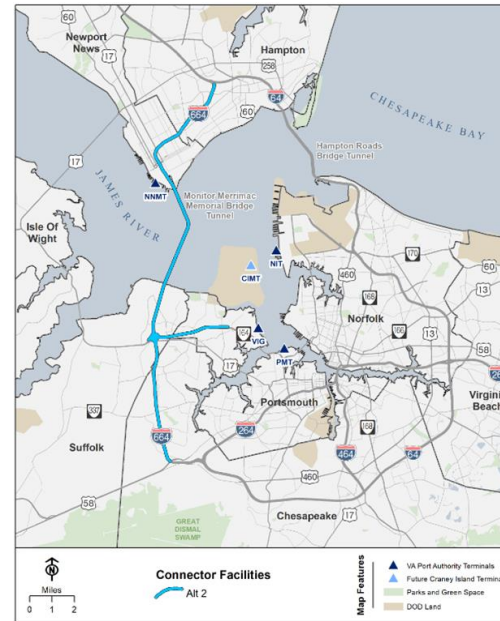 60
Newport
News
Hampton
17
258
64
60
664
CHESAPEAKE BAY
Hampton Roads
Bridge Tunnel
17
NNMT
JAMES RIVER
Monitor Merrimac
Memorial Bridge
Tunnel
Isle Of
Wight
NIT
170
CIMT
460
60
13
168
Norfolk
164
VIG
166
17
13
58
PMT
Portsmouth
Virginia
Beach
337
264
168
664
Suffolk
464
64
58
460
Chesapeake
17
GREAT
DISMAL
SWAMP
N
Miles
0 1 2
Connector Facilities
Alt 2
Map Features
VA Port Authority Terminals
Future Craney Island Termina
Parks and Green Space
DOD Land